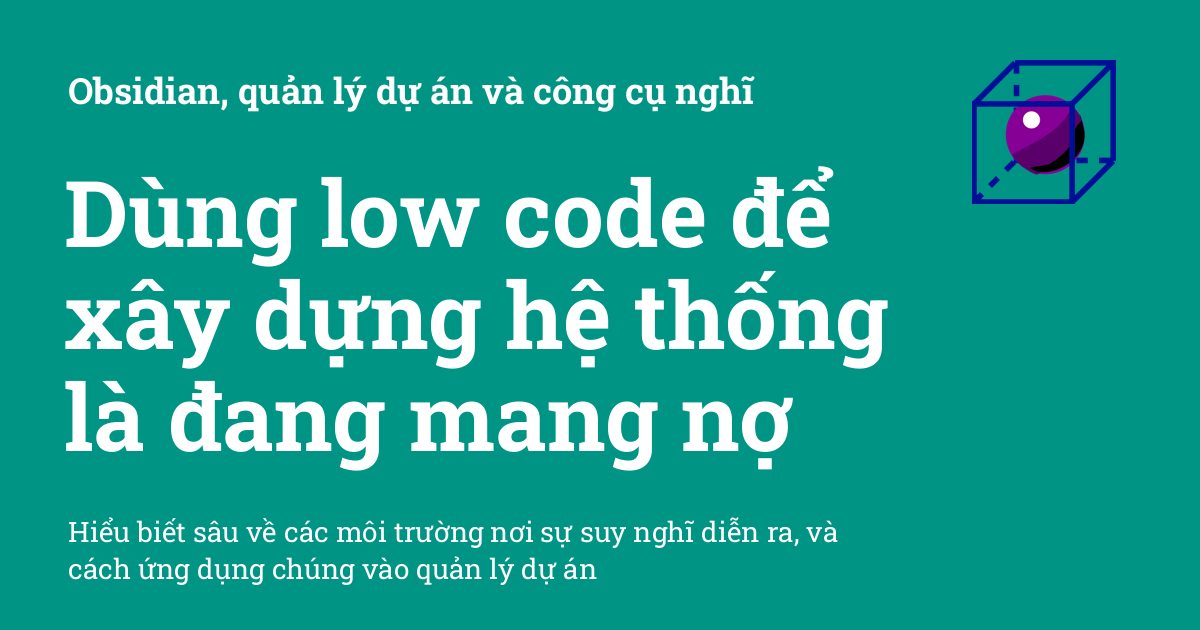 Obsidian, quản lý dự án và công cụ nghĩ
Dùng low code để
xây dựng hệ thống
là đang mang nợ
Hiểu biết sâu về các môi trường nơi sự suy nghĩ diễn ra, và
cách ứng dụng chúng vào quản lý dự án